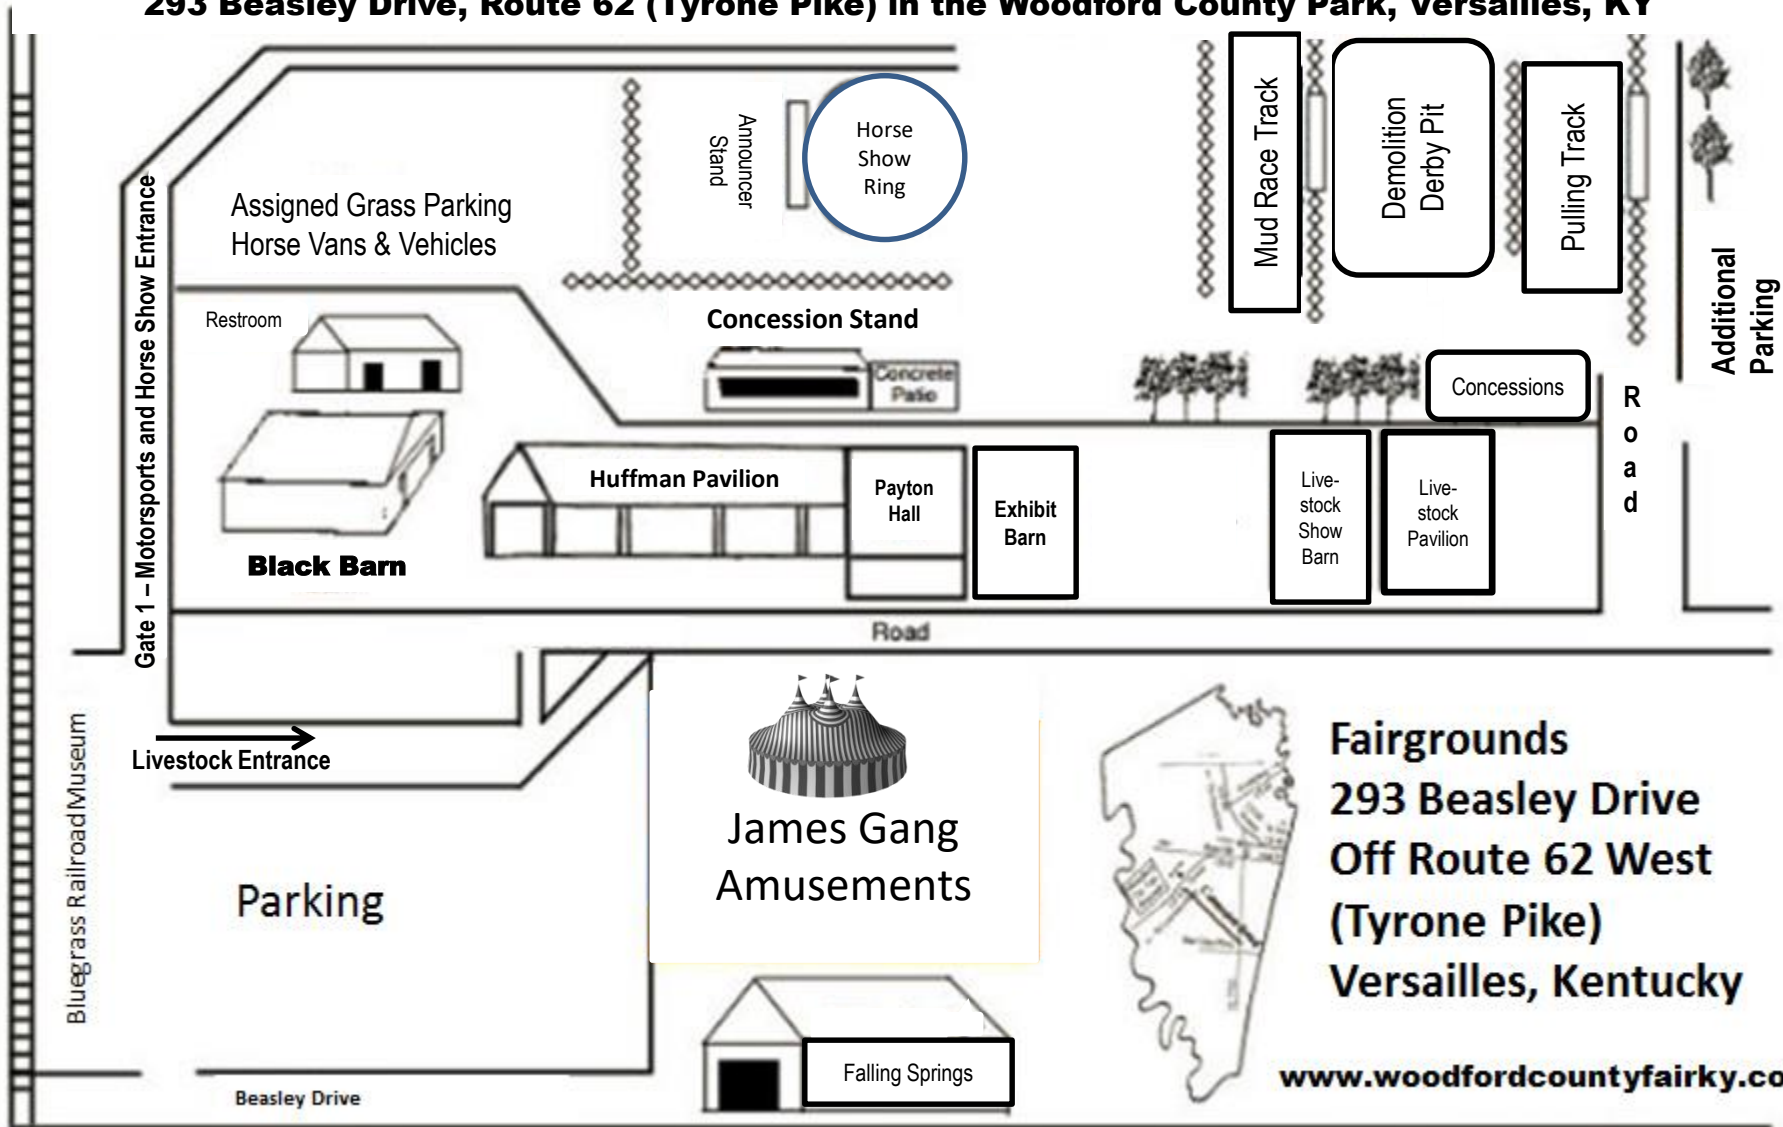 293 Beasley Drive, Route 62 (Tyrone Pike) in the Woodford County Park, Versailles, KY
Announcer
Stand
Horse
Show
Ring
Mud Race Track
Demolition
Derby Pit
Pulling Track
Additional
Parking
Assigned Grass Parking
Horse Vans & Vehicles
Gate 1 – Motorsports and Horse Show Entrance
Restroom
Concession Stand
Concrete
Patio
Concessions
Road
Black Barn
Huffman Pavilion
Payton
Hall
Exhibit
Barn
Live-
stock
Show
Barn
Live-
stock
Pavilion
Road
Livestock Entrance
Bluegrass Railroad Museum
Parking
James Gang
Amusements
Fairgrounds
293 Beasley Drive
Off Route 62 West
(Tyrone Pike)
Versailles, Kentucky
Falling Springs
Beasley Drive
www.woodfordcountyfairky.co